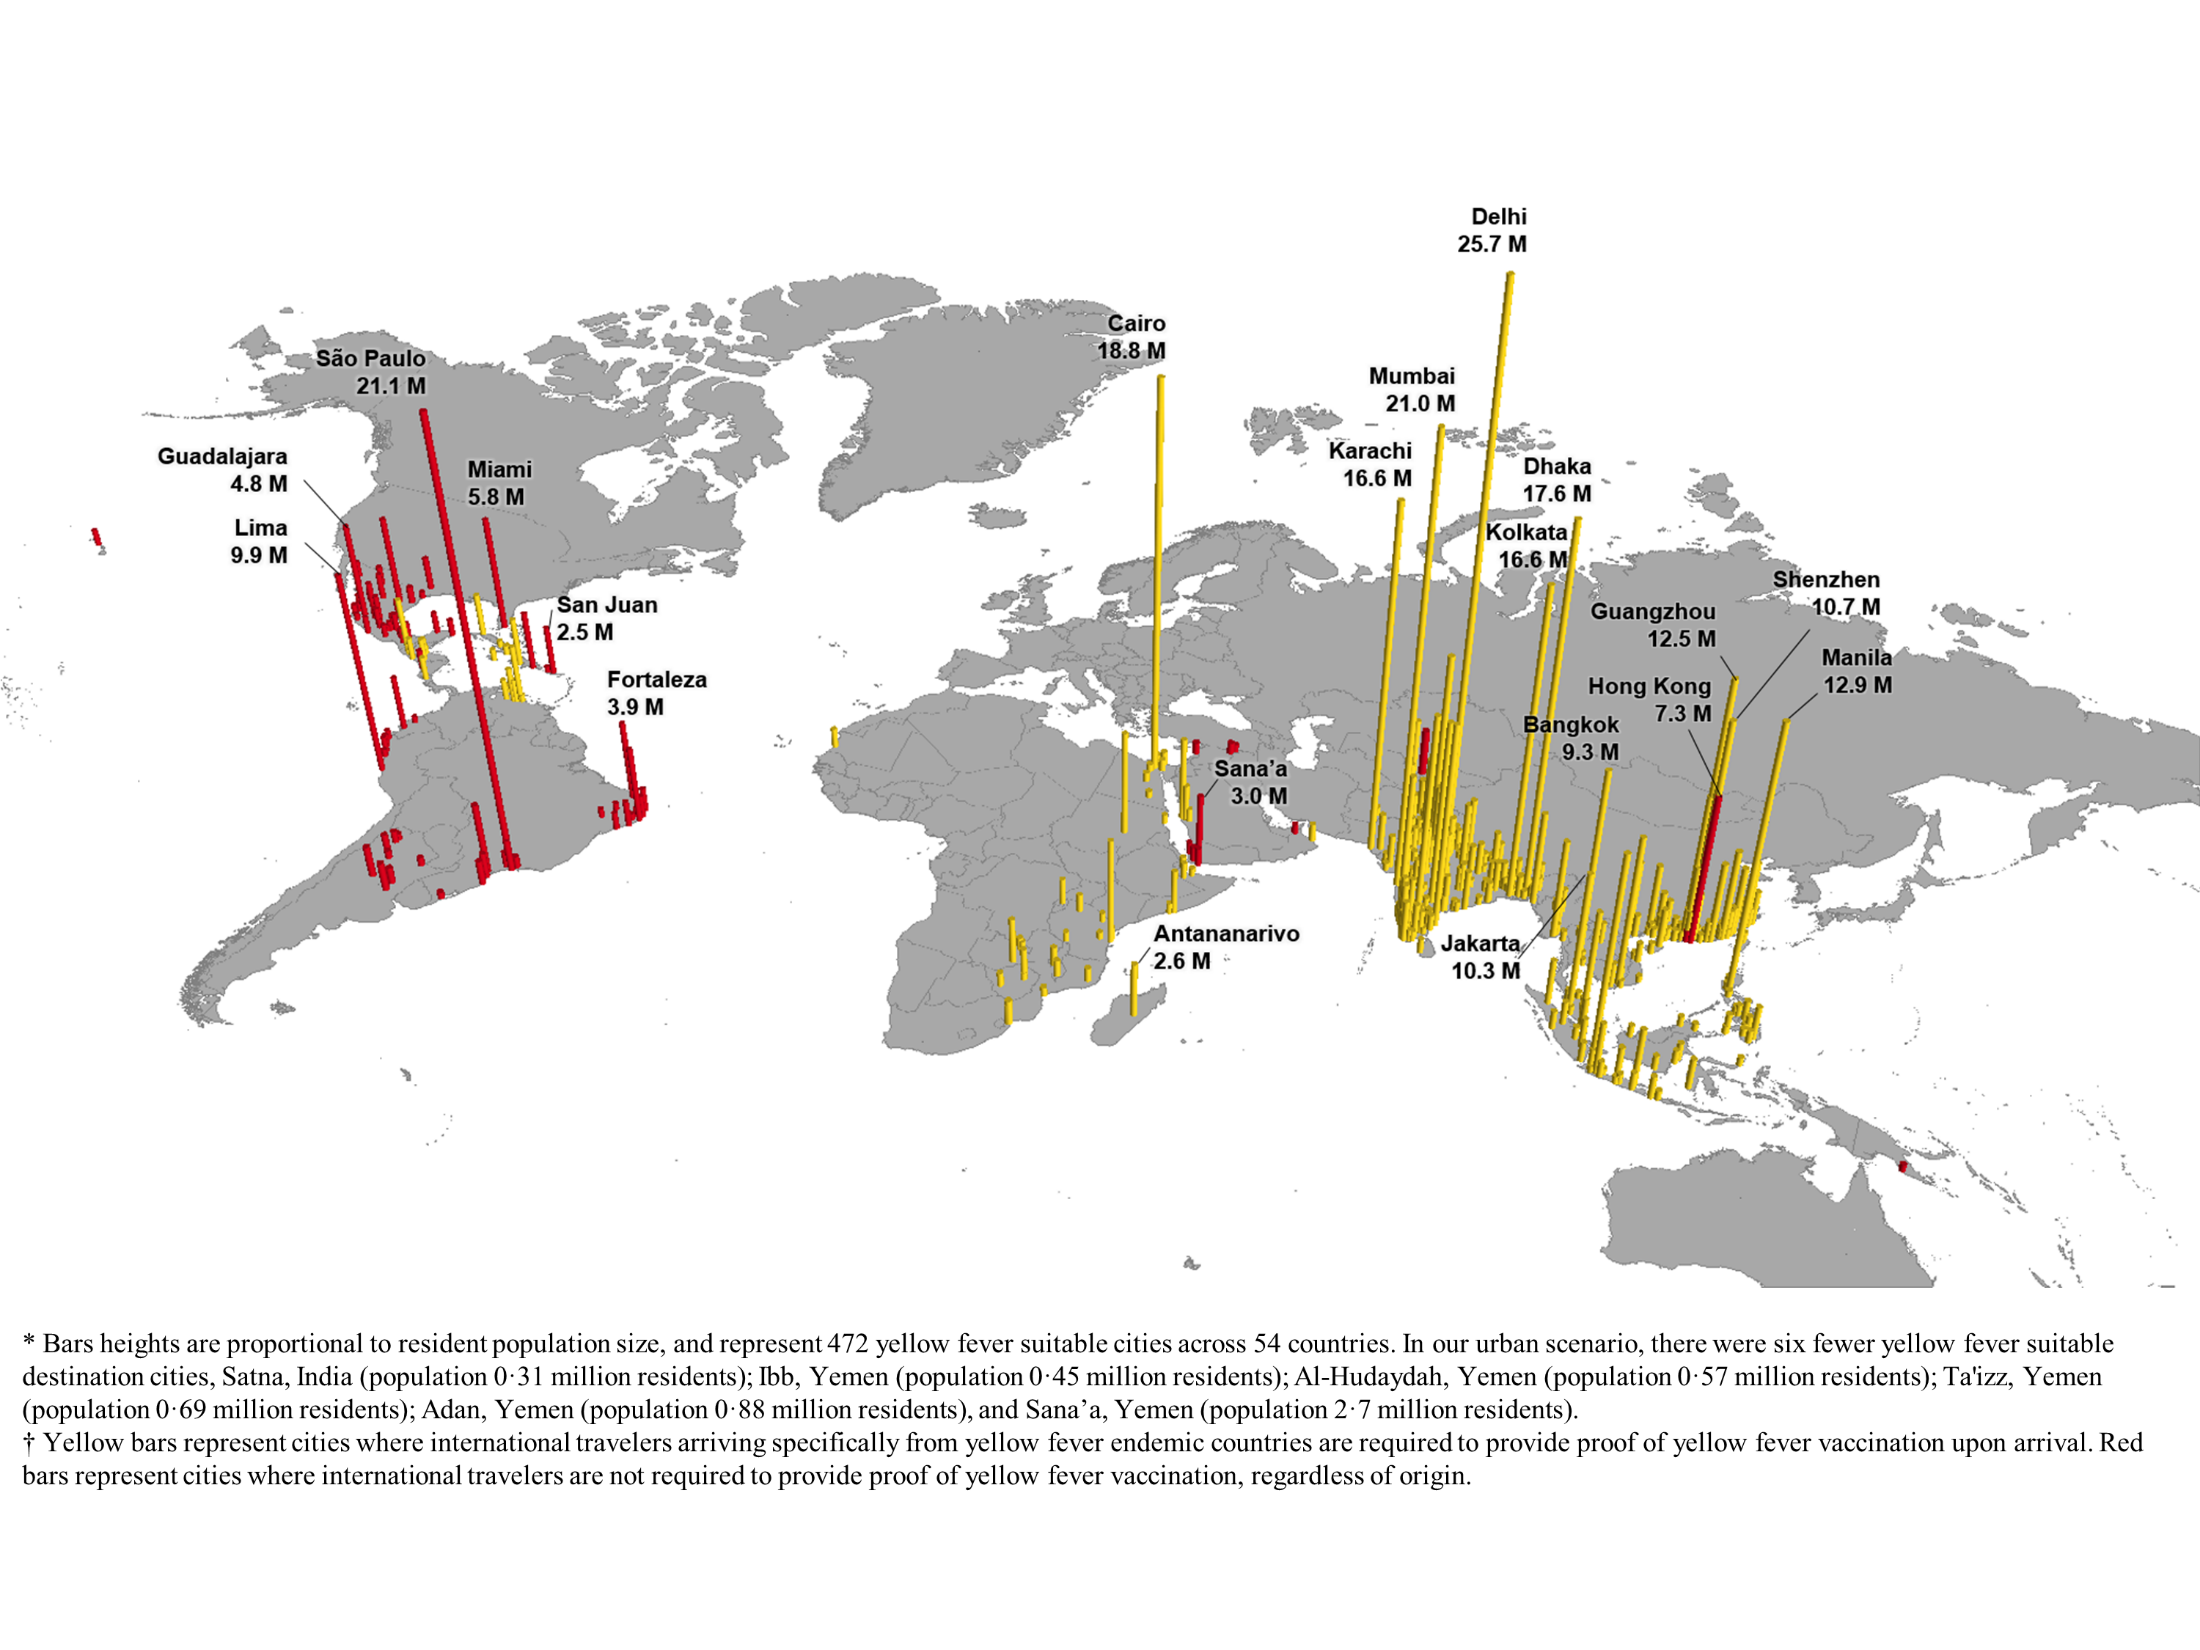 Delhi
25.7 M
Cairo
18.8 M
São Paulo
21.1 M
Mumbai
21.0 M
Karachi
16.6 M
Guadalajara
4.8 M
Miami
5.8 M
Dhaka
17.6 M
Lima
9.9 M
Kolkata
16.6 M
Shenzhen
10.7 M
San Juan
2.5 M
Guangzhou
12.5 M
Manila
12.9 M
Fortaleza
3.9 M
Hong Kong
7.3 M
Bangkok
9.3 M
Sana’a
3.0 M
Antananarivo
2.6 M
Jakarta
10.3 M
* Bars heights are proportional to resident population size, and represent 472 yellow fever suitable cities across 54 countries. In our urban scenario, there were six fewer yellow fever suitable
destination cities, Satna, India (population 0·31 million residents); Ibb, Yemen (population 0·45 million residents); Al-Hudaydah, Yemen (population 0·57 million residents); Ta'izz, Yemen
(population 0·69 million residents); Adan, Yemen (population 0·88 million residents), and Sana’a, Yemen (population 2·7 million residents).
† Yellow bars represent cities where international travelers arriving specifically from yellow fever endemic countries are required to provide proof of yellow fever vaccination upon arrival. Red
bars represent cities where international travelers are not required to provide proof of yellow fever vaccination, regardless of origin.